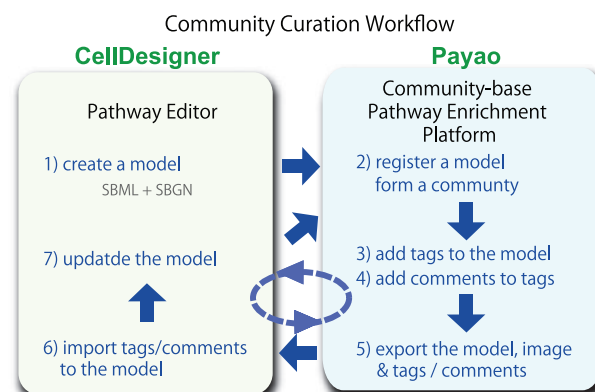 Community Curation Workflow
CellDesigner
Pathway Editor
1) create a model
SBML + SBGN
7) updatde the model
6) import tags/comments
to the model
Payao
Community-base
Pathway Enrichment
Platform
2) register a model
form a communty
3) add tags to the model
4) add comments to tags
5) export the model, image
& tags / comments